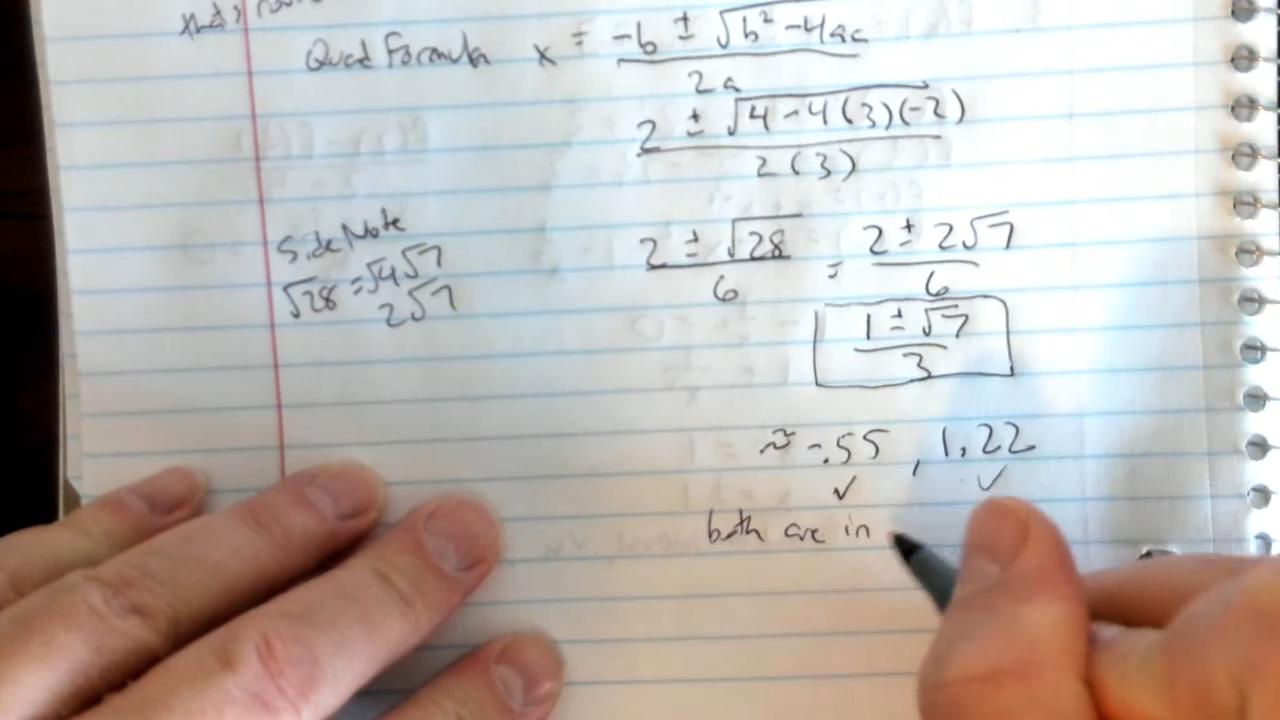 that's
Quad Formula x = -b ± √b² - 4ac / 2a
2 ± √4 - 4(3)(-2) / 2(3)
Side Note
√28 = √4 √7
2√7
2 ± √28 / 6 = 2 ± 2√7 / 6
1 ± √7 / 3
≈ -.55 , 1.22
✓ ✓
both are in